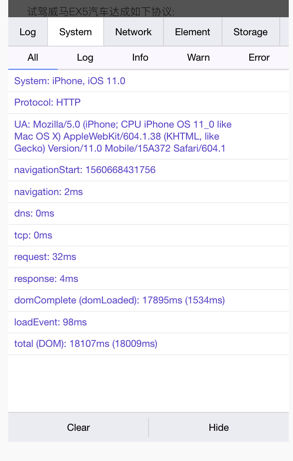 试驾威马EX5汽车达成如下协议:
Log System Network Element Storage
All Log Info Warn Error
System: iPhone, iOS 11.0
Protocol: HTTP
UA: Mozilla/5.0 (iPhone; CPU iPhone OS 11_0 like
Mac OS X) AppleWebKit/604.1.38 (KHTML, like
Gecko) Version/11.0 Mobile/15A372 Safari/604.1
navigationStart: 1560668431756
navigation: 2ms
dns: 0ms
tcp: 0ms
request: 32ms
response: 4ms
domComplete (domLoaded): 17895ms (1534ms)
loadEvent: 98ms
total (DOM): 18107ms (18009ms)
Clear Hide